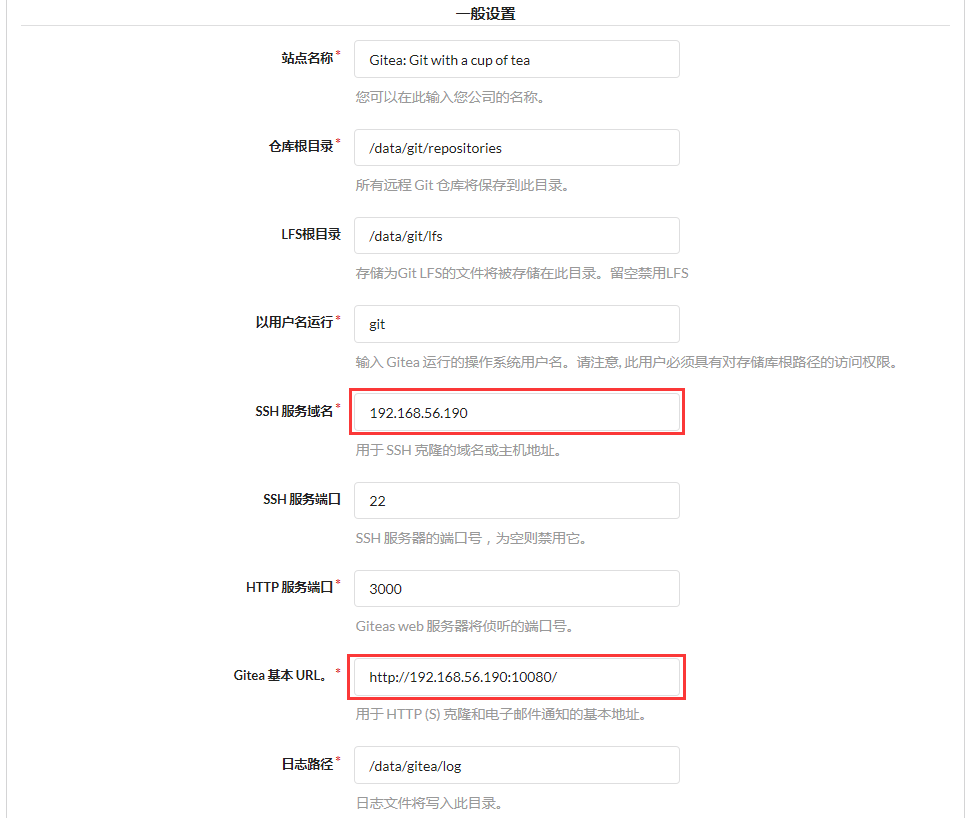 一般设置
站点名称*
Gitea: Git with a cup of tea
您可以在此输入您公司的名称。
仓库根目录*
/data/git/repositories
所有远程 Git 仓库将保存到此目录。
LFS根目录
/data/git/lfs
存储为Git LFS的文件将被存储在此目录。留空禁用LFS
以用户名运行*
git
输入 Gitea 运行的操作系统用户名。请注意, 此用户必须具有对存储库根路径的访问权限。
SSH 服务域名*
192.168.56.190
用于 SSH 克隆的域名或主机地址。
SSH 服务端口
22
SSH 服务器的端口号，为空则禁用它。
HTTP 服务端口*
3000
Giteas web 服务器将侦听的端口号。
Gitea 基本 URL。*
http://192.168.56.190:10080/
用于 HTTP (S) 克隆和电子邮件通知的基本地址。
日志路径*
/data/gitea/log
日志文件将写入此目录。